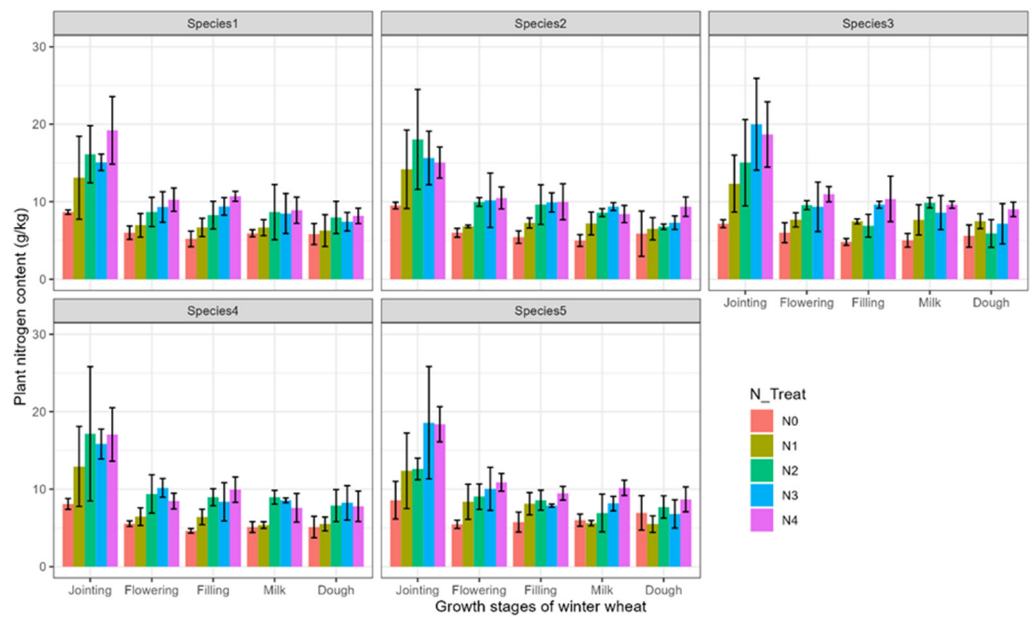 Species1
Species2
Species3
30
20
10
0
Jointing Flowering Filling Milk Dough
Species4
Species5
30
20
10
0
Jointing Flowering Filling Milk Dough
Jointing Flowering Filling Milk Dough
Plant nitrogen content (g/kg)
Growth stages of winter wheat
N_Treat
N0
N1
N2
N3
N4